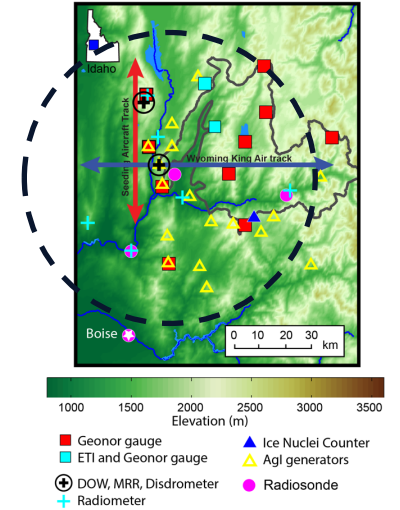 Idaho
Seeding Aircraft Track
Wyoming King Air track
Boise
0 10 20 30
km
1000 1500 2000 2500 3000 3500
Elevation (m)
Geonor gauge
ETI and Geonor gauge
DOW, MRR, Disdrometer
Radiometer
Ice Nuclei Counter
AgI generators
Radiosonde